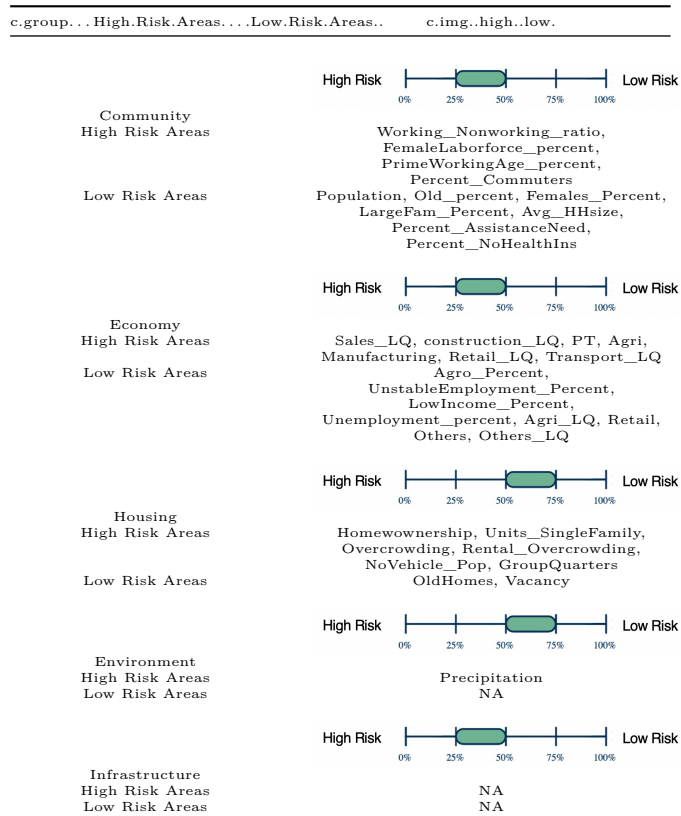 c.group. . . High.Risk.Areas. . . .Low.Risk.Areas.. c.img..high..low.
High Risk Low Risk
0% 25% 50% 75% 100%
Community
High Risk Areas Working_Nonworking_ratio,
FemaleLaborforce_percent,
PrimeWorkingAge_percent,
Percent_Commuters
Low Risk Areas Population, Old_percent, Females_Percent,
LargeFam_Percent, Avg_HHsize,
Percent_AssistanceNeed,
Percent_NoHealthIns
High Risk Low Risk
0% 25% 50% 75% 100%
Economy
High Risk Areas Sales_LQ, construction_LQ, PT, Agri,
Manufacturing, Retail_LQ, Transport_LQ
Low Risk Areas Agro_Percent,
UnstableEmployment_Percent,
LowIncome_Percent,
Unemployment_percent, Agri_LQ, Retail,
Others, Others_LQ
High Risk Low Risk
0% 25% 50% 75% 100%
Housing
High Risk Areas Homewownership, Units_SingleFamily,
Overcrowding, Rental_Overcrowding,
NoVehicle_Pop, GroupQuarters
Low Risk Areas OldHomes, Vacancy
High Risk Low Risk
0% 25% 50% 75% 100%
Environment
High Risk Areas Precipitation
Low Risk Areas NA
High Risk Low Risk
0% 25% 50% 75% 100%
Infrastructure
High Risk Areas NA
Low Risk Areas NA